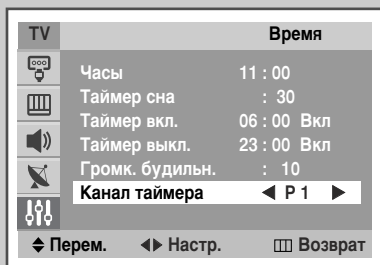 TV Время
Часы 11 : 00
Таймер сна : 30
Таймер вкл. 06 : 00 Вкл
Таймер выкл. 23 : 00 Вкл
Громк. будильн. : 10
Канал таймера ◀ P 1 ▶
Перем. Настр. Возврат